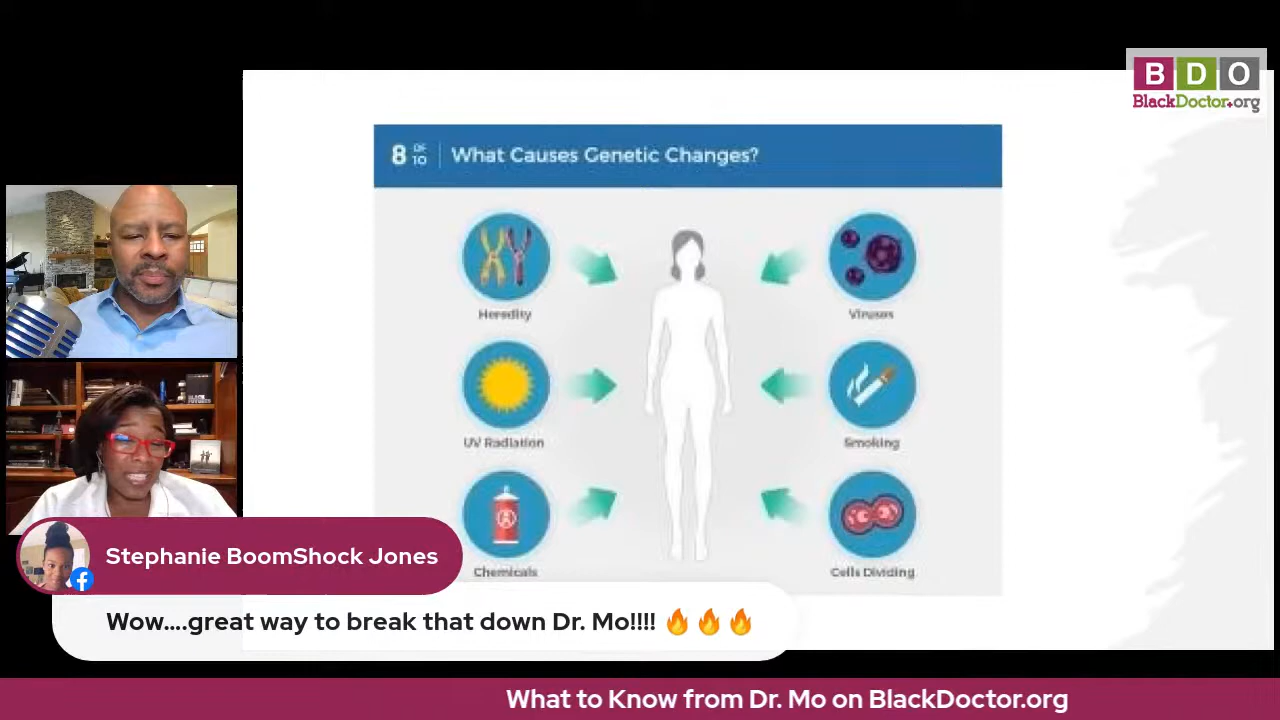 B D O
BlackDoctor.org
8 OF 10
What Causes Genetic Changes?
Heredity
Viruses
UV Radiation
Smoking
Chemicals
Cells Dividing
Stephanie BoomShock Jones
Wow....great way to break that down Dr. Mo!!!! 🔥🔥🔥
What to Know from Dr. Mo on BlackDoctor.org